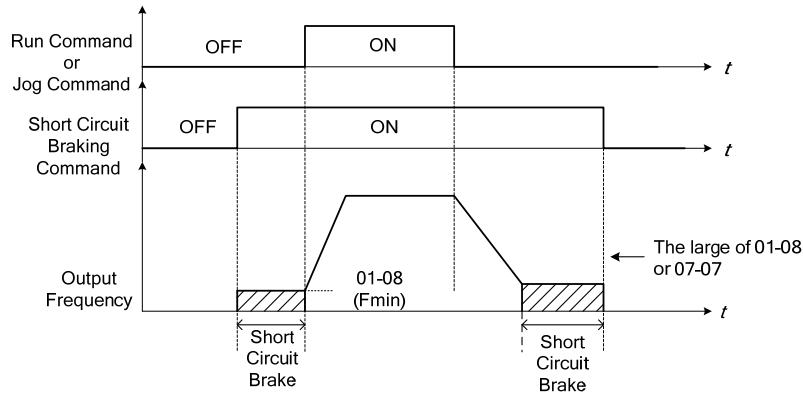 Run Command
or
Jog Command
OFF
ON
t
Short Circuit
Braking
Command
OFF
ON
t
Output
Frequency
01-08
(Fmin)
The large of 01-08
or 07-07
t
Short
Circuit
Brake
Short
Circuit
Brake